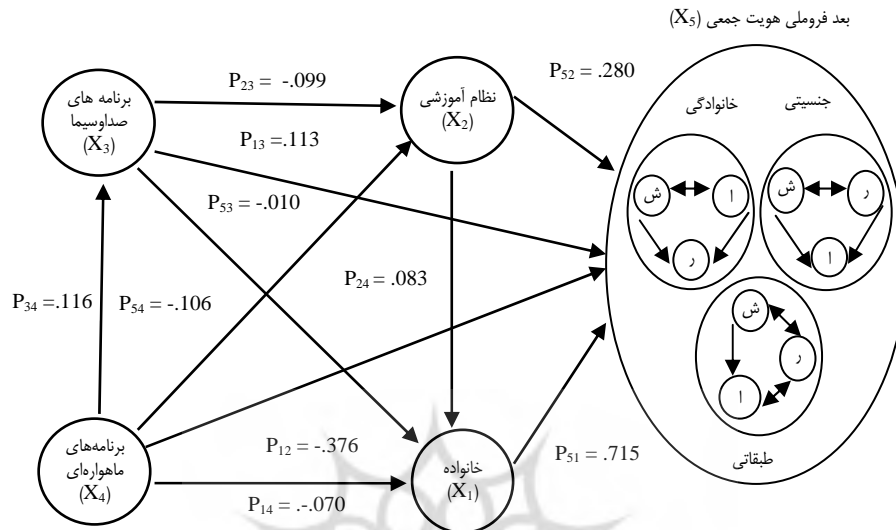 بعد فروملی هویت جمعی (X5)
P23 = -.099
P52 = .280
برنامه های
صداوسیما
(X3)
نظام آموزشی
(X2)
خانوادگی
جنسیتی
P13 =.113
ش
ا
ر
ش
ر
ا
P53 = -.010
P34 =.116
P54 = -.106
P24 = .083
ش
ر
ا
برنامه‌های
ماهواره‌ای
(X4)
P12 = -.376
P14 = .-.070
خانواده
(X1)
P51 = .715
طبقاتی